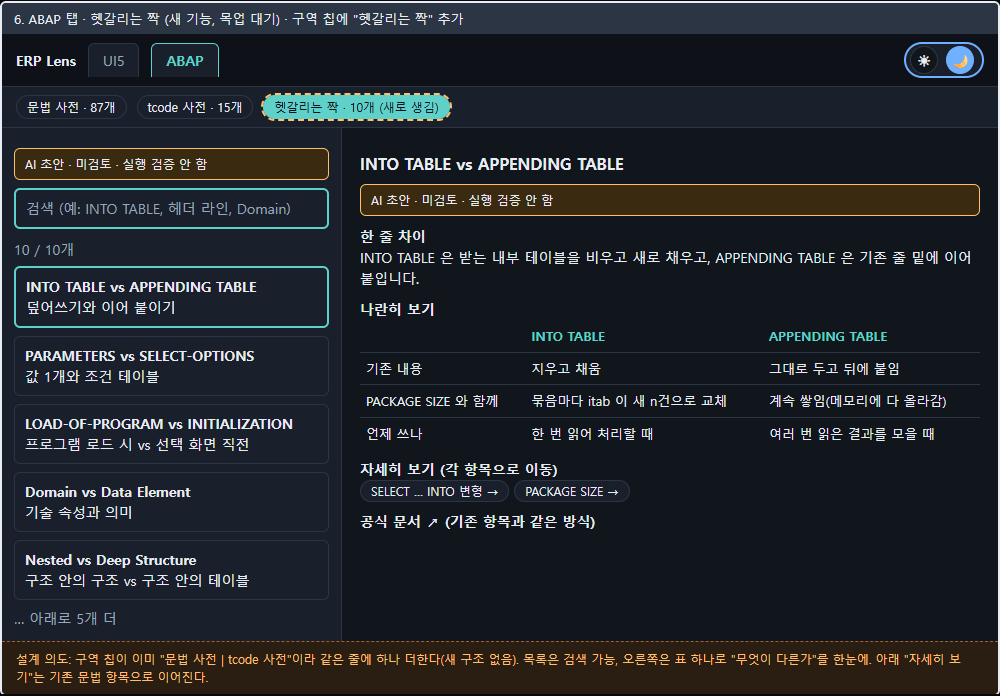 6. ABAP 탭 · 헷갈리는 짝 (새 기능, 목업 대기) · 구역 칩에 "헷갈리는 짝" 추가
ERP Lens
UI5
ABAP
문법 사전 · 87개
tcode 사전 · 15개
헷갈리는 짝 · 10개 (새로 생김)
AI 초안 · 미검토 · 실행 검증 안 함
검색 (예: INTO TABLE, 헤더 라인, Domain)
10 / 10개
INTO TABLE vs APPENDING TABLE
덮어쓰기와 이어 붙이기
PARAMETERS vs SELECT-OPTIONS
값 1개와 조건 테이블
LOAD-OF-PROGRAM vs INITIALIZATION
프로그램 로드 시 vs 선택 화면 직전
Domain vs Data Element
기술 속성과 의미
Nested vs Deep Structure
구조 안의 구조 vs 구조 안의 테이블
... 아래로 5개 더
INTO TABLE vs APPENDING TABLE
AI 초안 · 미검토 · 실행 검증 안 함
한 줄 차이
INTO TABLE 은 받는 내부 테이블을 비우고 새로 채우고, APPENDING TABLE 은 기존 줄 밑에 이어
붙입니다.
나란히 보기
INTO TABLE APPENDING TABLE
기존 내용 지우고 채움 그대로 두고 뒤에 붙임
PACKAGE SIZE 와 함께 묶음마다 itab 이 새 n건으로 교체 계속 쌓임(메모리에 다 올라감)
언제 쓰나 한 번 읽어 처리할 때 여러 번 읽은 결과를 모을 때
자세히 보기 (각 항목으로 이동)
SELECT ... INTO 변형 →
PACKAGE SIZE →
공식 문서 ↗ (기존 항목과 같은 방식)
설계 의도: 구역 칩이 이미 "문법 사전 | tcode 사전"이라 같은 줄에 하나 더한다(새 구조 없음). 목록은 검색 가능, 오른쪽은 표 하나로 "무엇이 다른가"를 한눈에. 아래 "자세히 보
기"는 기존 문법 항목으로 이어진다.